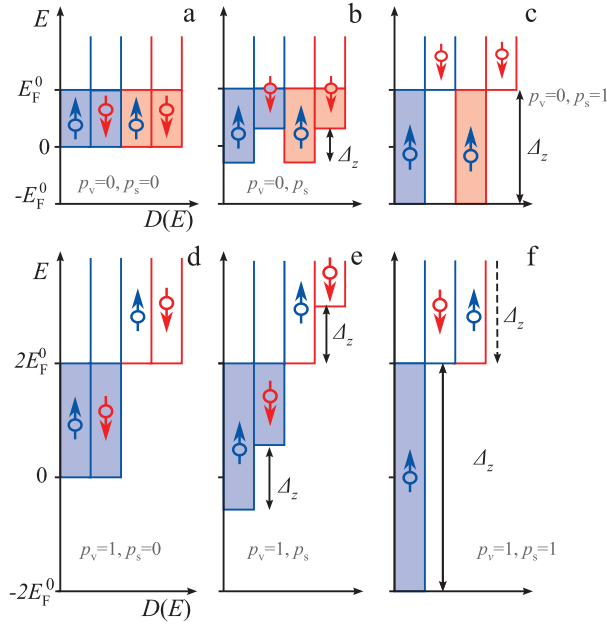 E a b c
E_F^0
0
-E_F^0
p_v=0, p_s=0
p_v=0, p_s
p_v=0, p_s=1
Δ_z
Δ_z
D(E)
E d e f
2E_F^0
0
-2E_F^0
Δ_z
Δ_z
Δ_z
Δ_z
p_v=1, p_s=0
p_v=1, p_s
p_v=1, p_s=1
D(E)